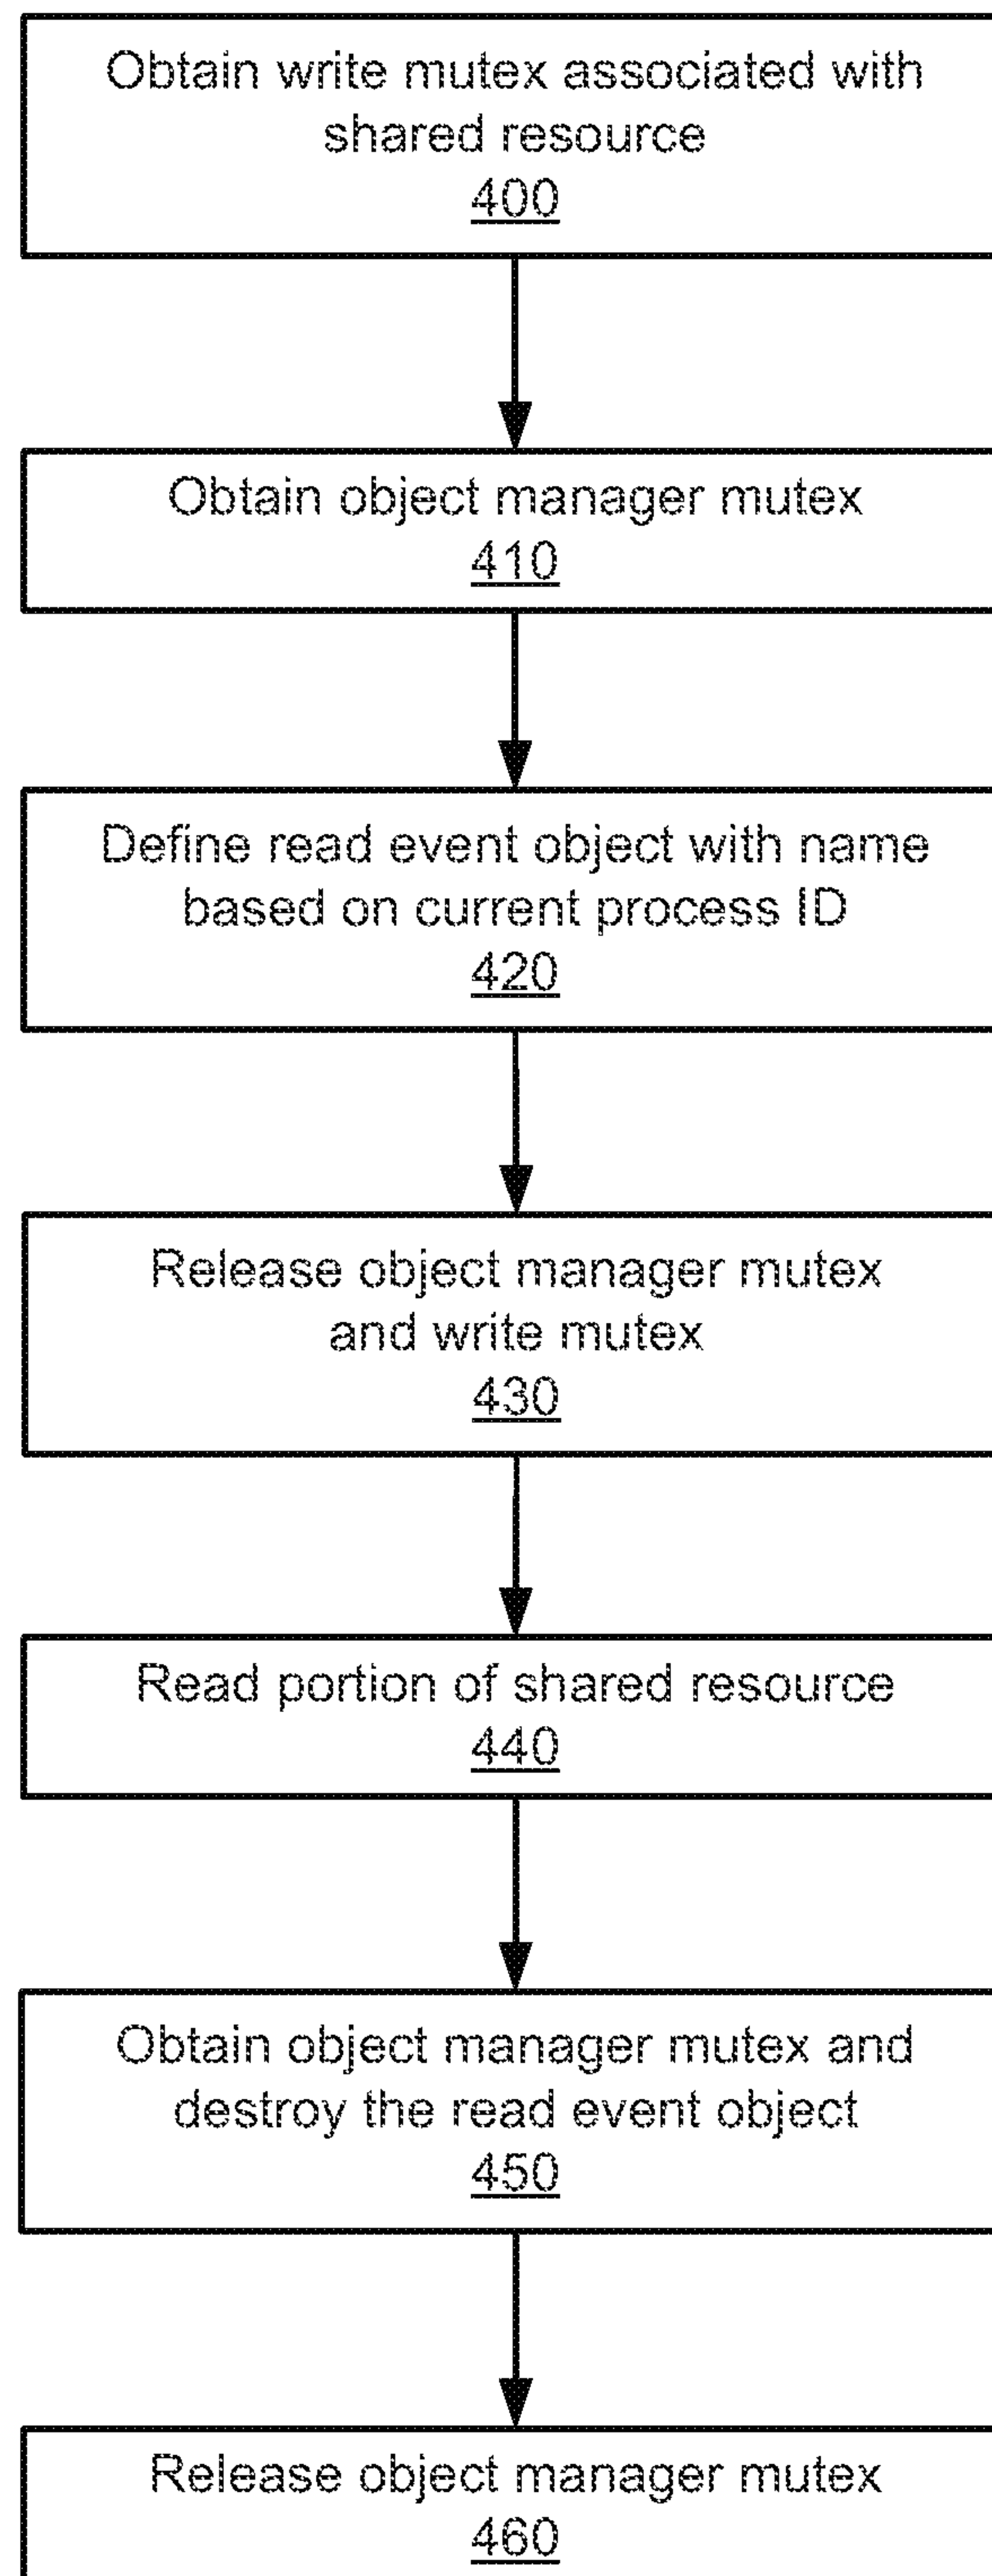 Obtain write mutex associated with
shared resource
400
Obtain object manager mutex
410
Define read event object with name
based on current process ID
420
Release object manager mutex
and write mutex
430
Read portion of shared resource
440
Obtain object manager mutex and
destroy the read event object
450
Release object manager mutex
460